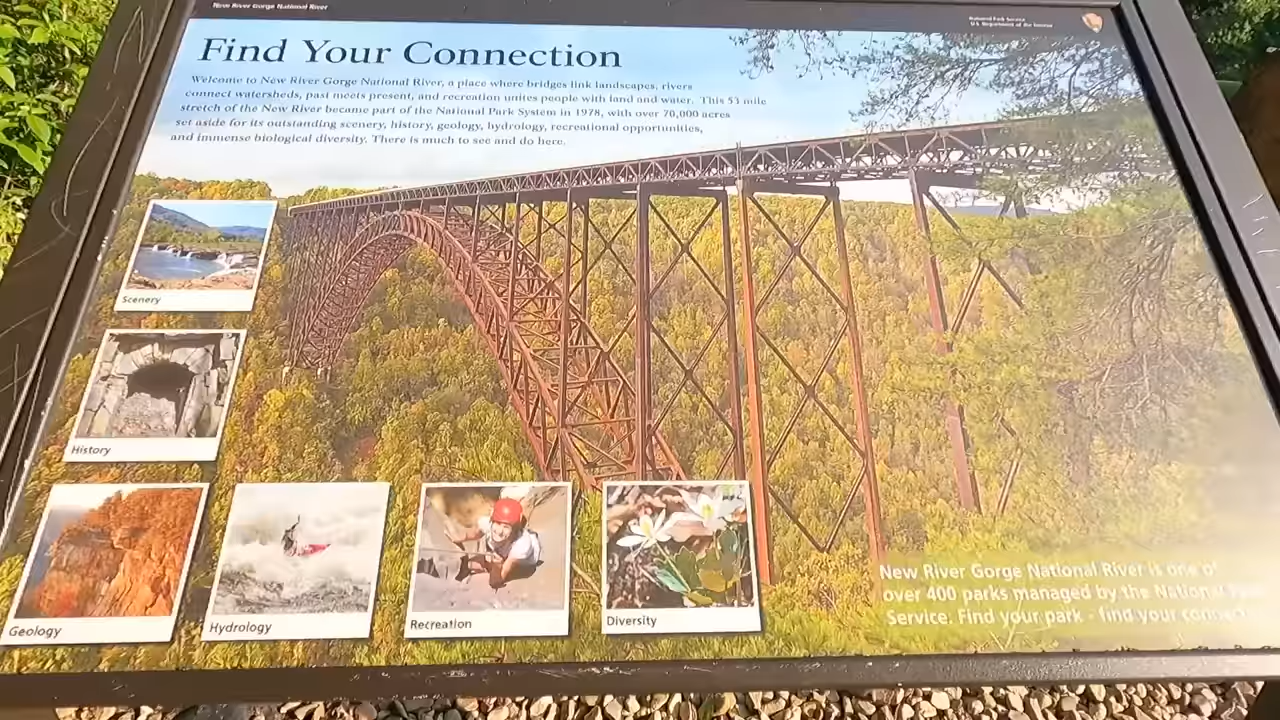 New River Gorge National River
National Park Service
U.S. Department of the Interior
Find Your Connection
Welcome to New River Gorge National River, a place where bridges link landscapes, rivers
connect watersheds, past meets present, and recreation unites people with land and water. This 53 mile
stretch of the New River became part of the National Park System in 1978, with over 70,000 acres
set aside for its outstanding scenery, history, geology, hydrology, recreational opportunities,
and immense biological diversity. There is much to see and do here.
Scenery
History
Geology
Hydrology
Recreation
Diversity
New River Gorge National River is one of
over 400 parks managed by the National
Service. Find your park - find your